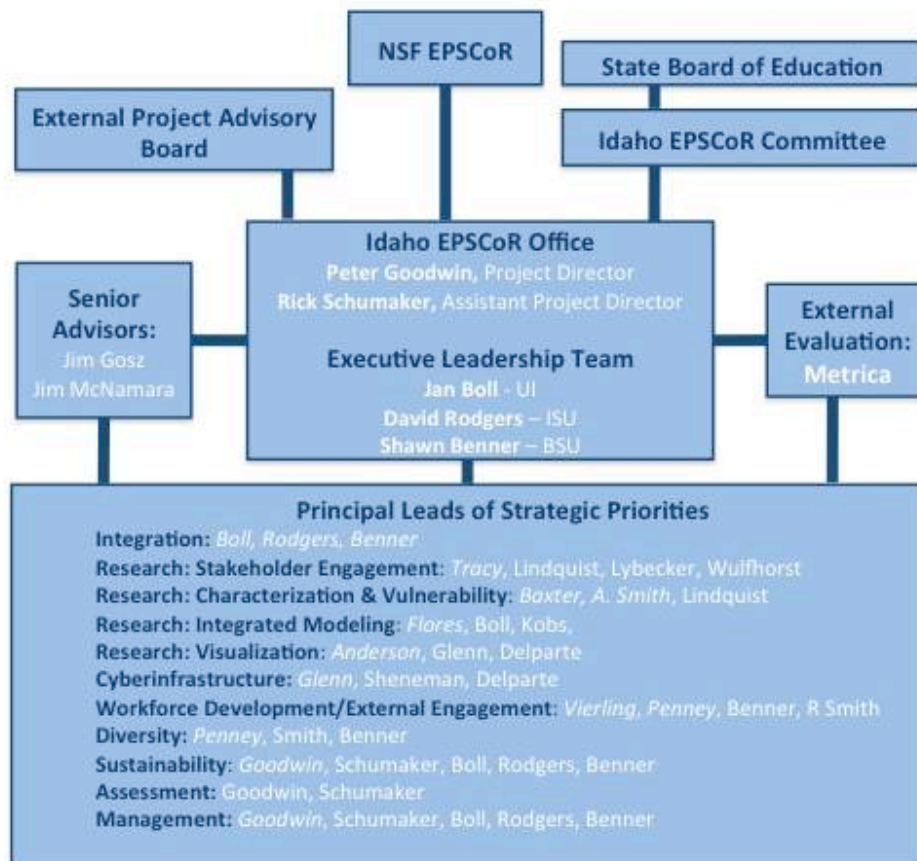 NSF EPSCoR
State Board of Education
External Project Advisory
Board
Idaho EPSCoR Committee
Idaho EPSCoR Office
Peter Goodwin, Project Director
Rick Schumaker, Assistant Project Director
Executive Leadership Team
Jan Boll - UI
David Rodgers – ISU
Shawn Benner – BSU
Senior
Advisors:
Jim Gosz
Jim McNamara
External
Evaluation:
Metrica
Principal Leads of Strategic Priorities
Integration: Boll, Rodgers, Benner
Research: Stakeholder Engagement: Tracy, Lindquist, Lybecker, Wulfhorst
Research: Characterization & Vulnerability: Baxter, A. Smith, Lindquist
Research: Integrated Modeling: Flores, Boll, Kobs,
Research: Visualization: Anderson, Glenn, Delparte
Cyberinfrastructure: Glenn, Sheneman, Delparte
Workforce Development/External Engagement: Vierling, Penney, Benner, R Smith
Diversity: Penney, Smith, Benner
Sustainability: Goodwin, Schumaker, Boll, Rodgers, Benner
Assessment: Goodwin, Schumaker
Management: Goodwin, Schumaker, Boll, Rodgers, Benner